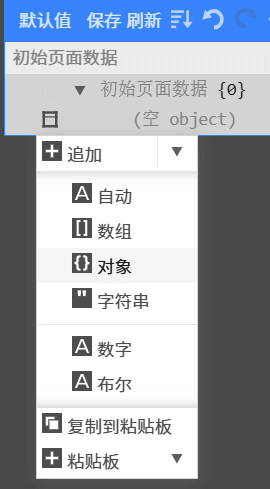 默认值 保存 刷新
初始页面数据
初始页面数据 {0}
(空 object)
追加
自动
数组
对象
字符串
数字
布尔
复制到粘贴板
粘贴板